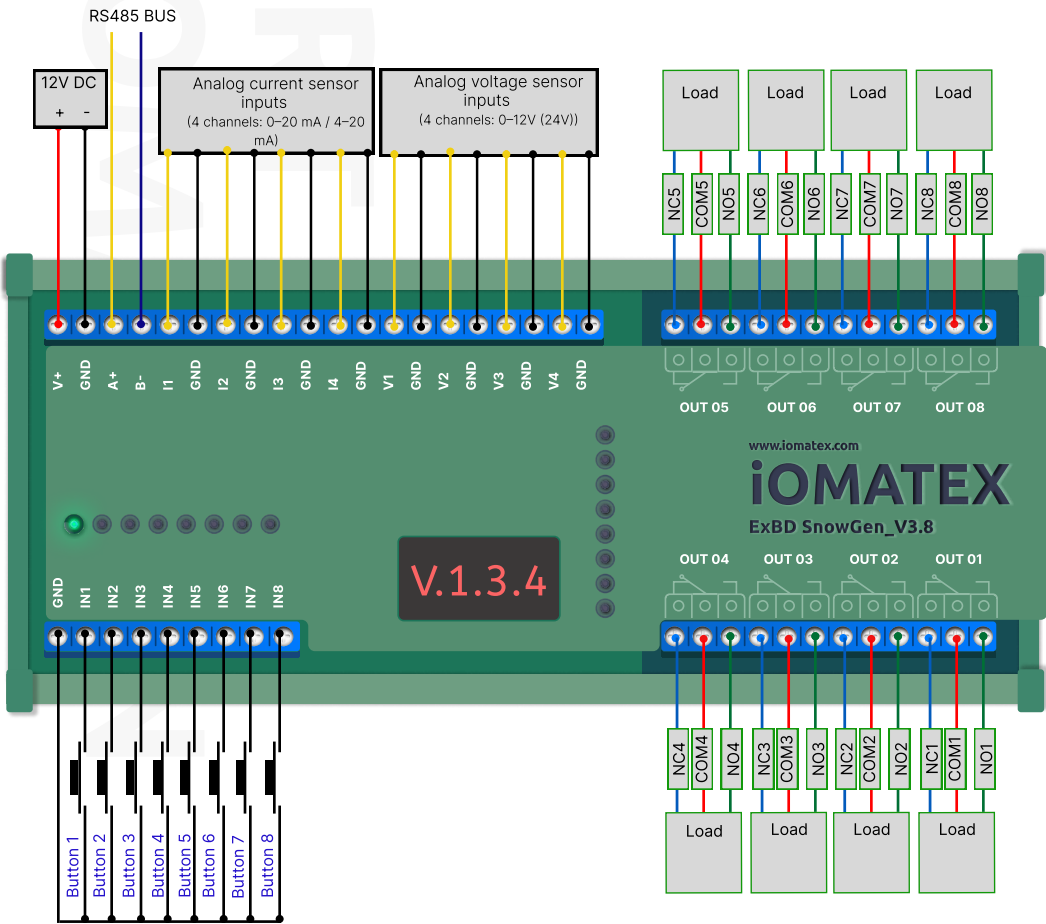 RS485 BUS
12V DC
+ -
Analog current sensor
inputs
(4 channels: 0–20 mA / 4–20
mA)
Analog voltage sensor
inputs
(4 channels: 0–12V (24V))
Load Load Load Load
NC5 COM5 NO5 NC6 COM6 NO6 NC7 COM7 NO7 NC8 COM8 NO8
V+ GND A+ B- I1 GND I2 GND I3 GND I4 GND V1 GND V2 GND V3 GND V4 GND
OUT 05 OUT 06 OUT 07 OUT 08
www.iomatex.com
iOMATEX
ExBD SnowGen_V3.8
V.1.3.4
OUT 04 OUT 03 OUT 02 OUT 01
GND IN1 IN2 IN3 IN4 IN5 IN6 IN7 IN8
NC4 COM4 NO4 NC3 COM3 NO3 NC2 COM2 NO2 NC1 COM1 NO1
Load Load Load Load
Button 1 Button 2 Button 3 Button 4 Button 5 Button 6 Button 7 Button 8